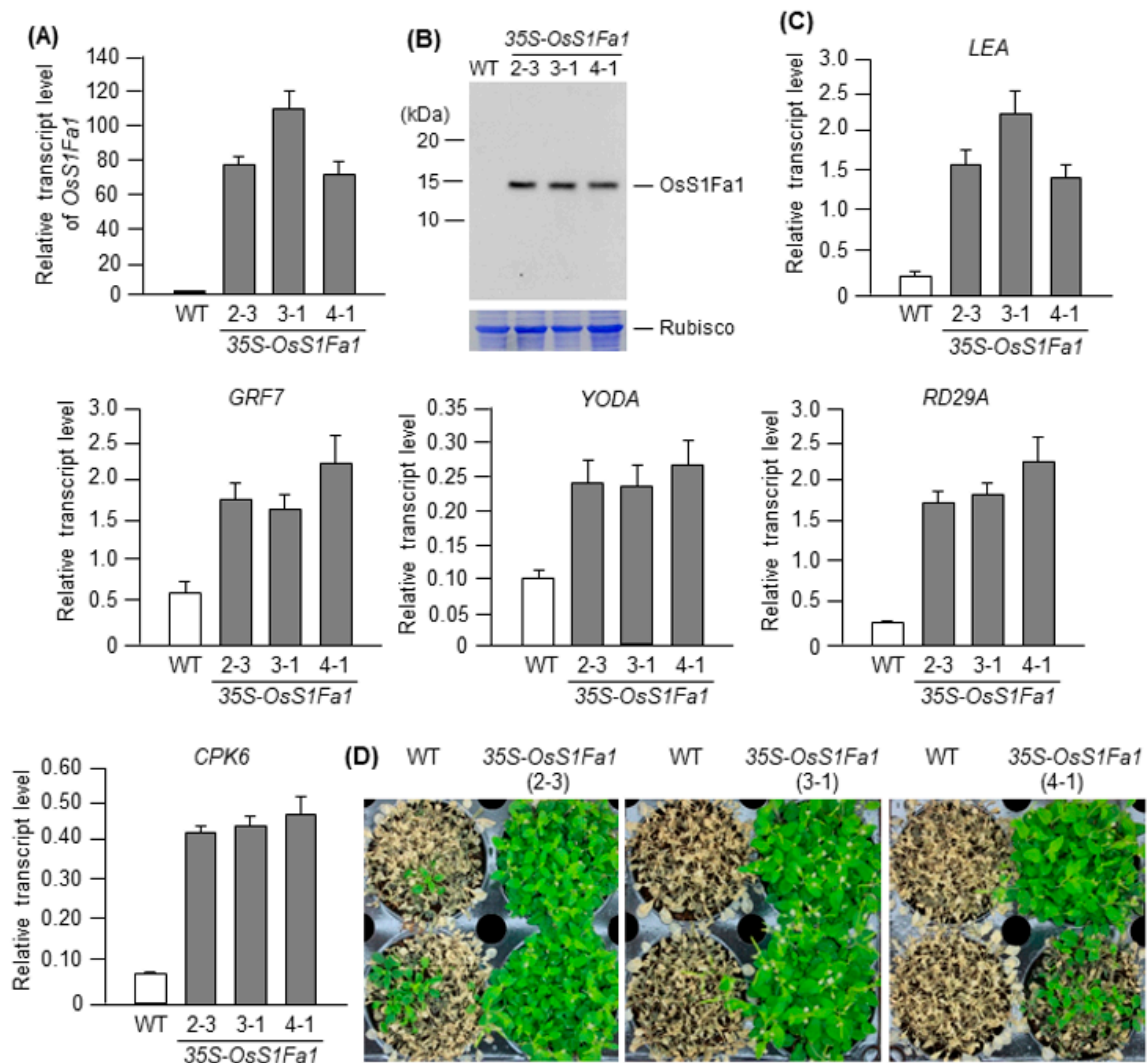 (A)
Relative transcript level
of OsS1Fa1
140
120
100
80
60
40
20
0
WT 2-3 3-1 4-1
35S-OsS1Fa1
(B)
35S-OsS1Fa1
WT 2-3 3-1 4-1
(kDa)
20
15
10
OsS1Fa1
Rubisco
(C)
LEA
Relative transcript level
3.0
2.5
2.0
1.5
1.0
0.5
0
WT 2-3 3-1 4-1
35S-OsS1Fa1
GRF7
Relative transcript level
3.0
2.5
2.0
1.5
1.0
0.5
0
WT 2-3 3-1 4-1
35S-OsS1Fa1
YODA
Relative transcript level
0.35
0.30
0.25
0.20
0.15
0.10
0.05
0
WT 2-3 3-1 4-1
35S-OsS1Fa1
RD29A
Relative transcript level
3.0
2.5
2.0
1.5
1.0
0.5
0
WT 2-3 3-1 4-1
35S-OsS1Fa1
CPK6
Relative transcript level
0.60
0.50
0.40
0.30
0.20
0.10
0
WT 2-3 3-1 4-1
35S-OsS1Fa1
(D)
WT 35S-OsS1Fa1
(2-3)
WT 35S-OsS1Fa1
(3-1)
WT 35S-OsS1Fa1
(4-1)